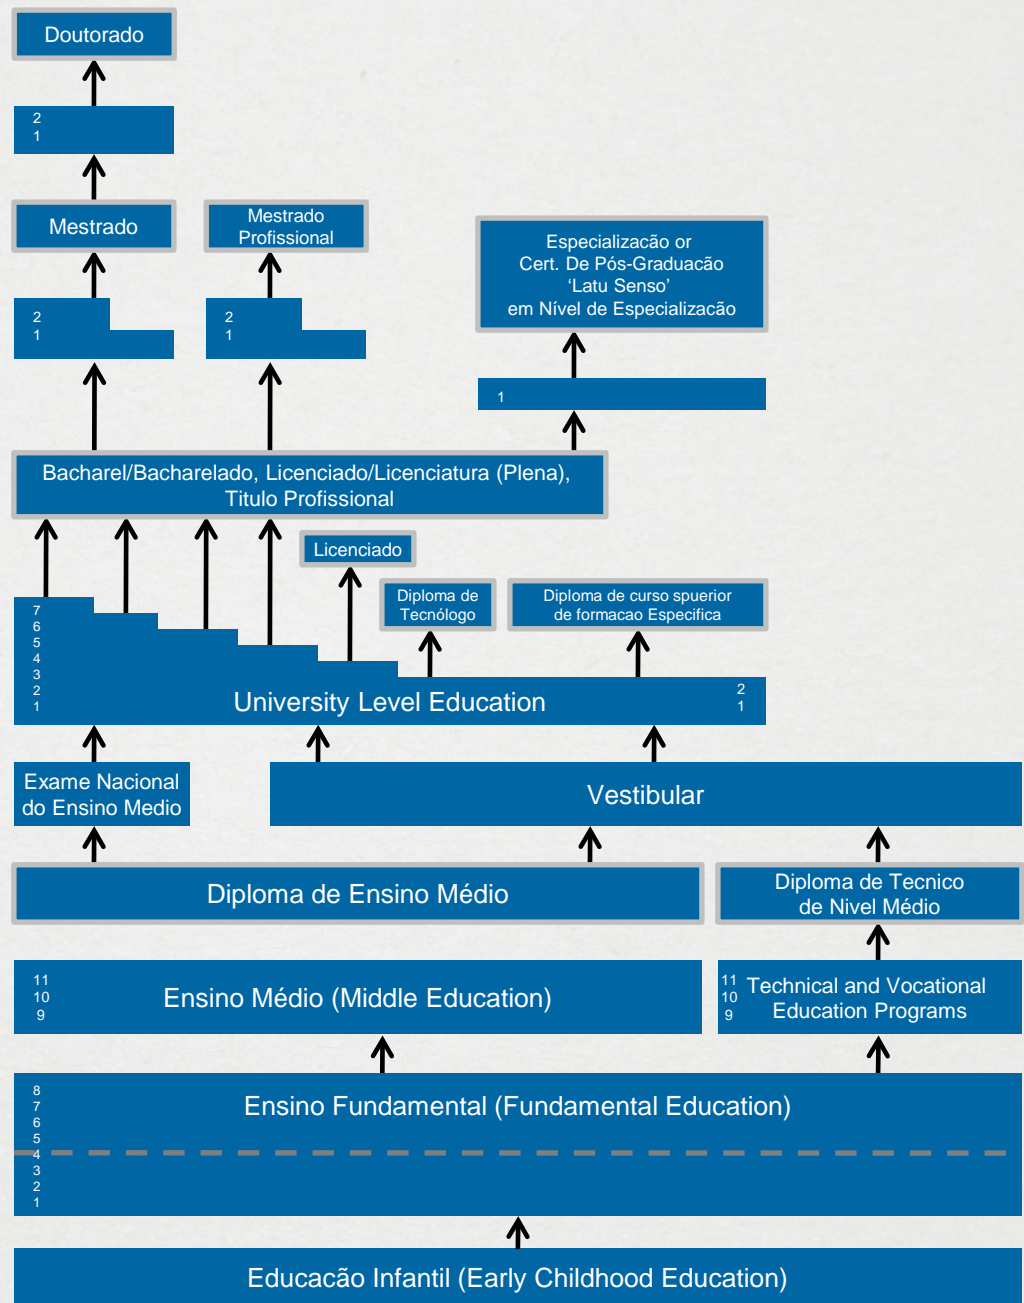 Doutorado
2
1
Mestrado
Mestrado
Profissional
Especializacão or
Cert. De Pós-Graduacão
‘Latu Senso’
em Nível de Especializacão
2
1
2
1
1
Bacharel/Bacharelado, Licenciado/Licenciatura (Plena),
Titulo Profissional
Licenciado
Diploma de
Tecnólogo
Diploma de curso spuerior
de formacao Especifica
7
6
5
4
3
2
1
University Level Education
2
1
Exame Nacional
do Ensino Medio
Vestibular
Diploma de Ensino Médio
Diploma de Tecnico
de Nivel Médio
11
10
9
Ensino Médio (Middle Education)
11
10
9
Technical and Vocational
Education Programs
8
7
6
5
4
3
2
1
Ensino Fundamental (Fundamental Education)
Educacão Infantil (Early Childhood Education)